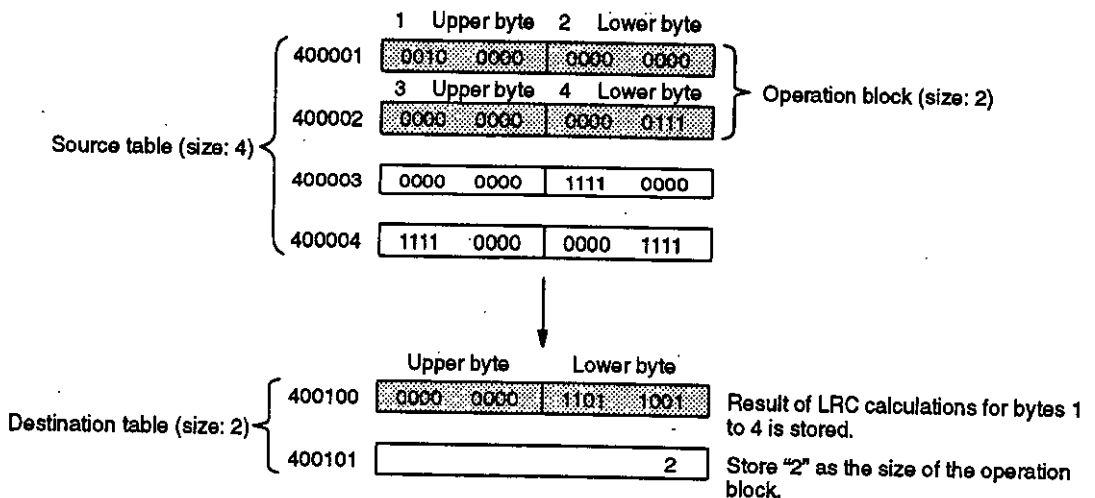 1 Upper byte 2 Lower byte
400001 0010 0000 0000 0000
3 Upper byte 4 Lower byte
Operation block (size: 2)
400002 0000 0000 0000 0111
Source table (size: 4)
400003 0000 0000 1111 0000
400004 1111 0000 0000 1111
Upper byte Lower byte
400100 0000 0000 1101 1001
Result of LRC calculations for bytes 1
to 4 is stored.
Destination table (size: 2)
400101 2
Store "2" as the size of the operation
block.